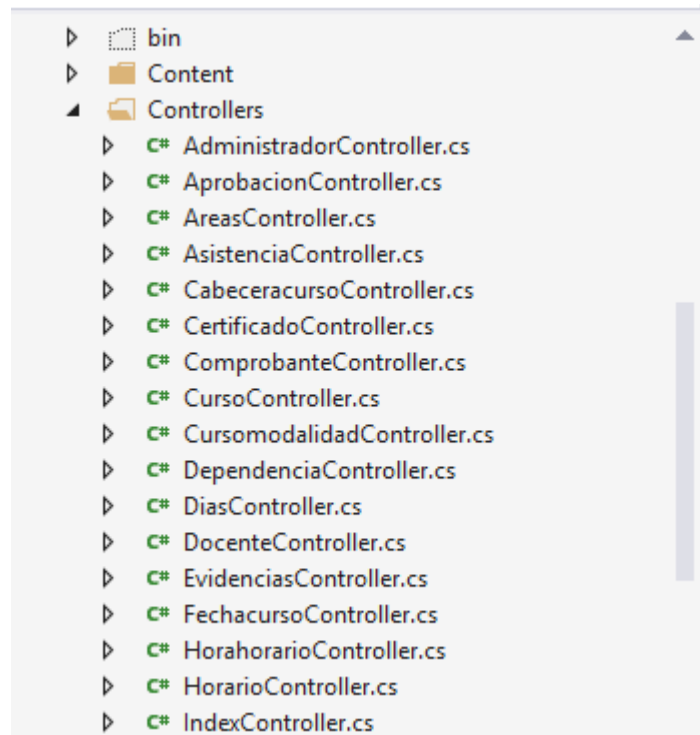 bin
Content
Controllers
C# AdministradorController.cs
C# AprobacionController.cs
C# AreasController.cs
C# AsistenciaController.cs
C# CabeceracursoController.cs
C# CertificadoController.cs
C# ComprobanteController.cs
C# CursoController.cs
C# CursomodalidadController.cs
C# DependenciaController.cs
C# DiasController.cs
C# DocenteController.cs
C# EvidenciasController.cs
C# FechacursoController.cs
C# HorahorarioController.cs
C# HorarioController.cs
C# IndexController.cs